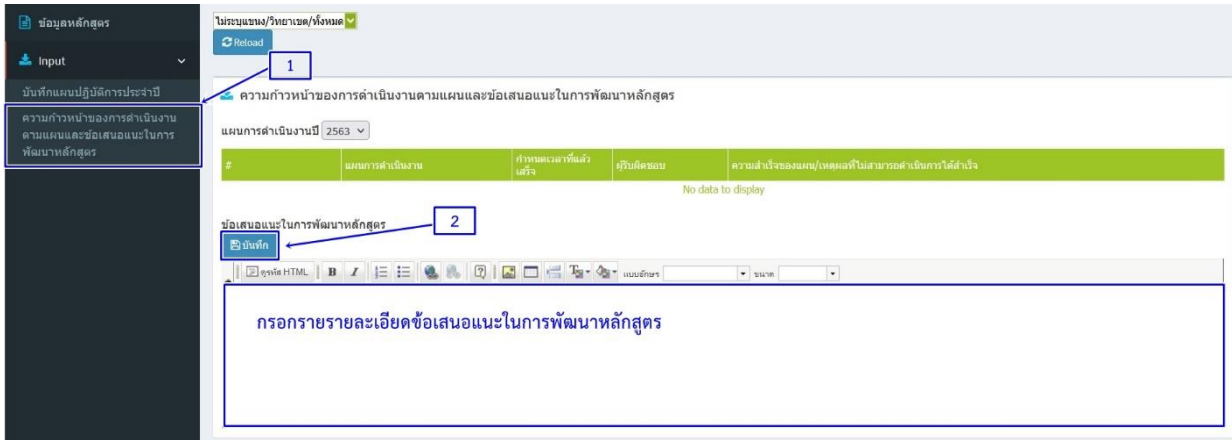 ข้อมูลหลักสูตร
Input
บันทึกแผนปฏิบัติการประจำปี
ความก้าวหน้าของการดำเนินงาน
ตามแผนและข้อเสนอแนะในการ
พัฒนาหลักสูตร
ไม่ระบุแขนง/วิทยาเขต/ทั้งหมด
Reload
1
ความก้าวหน้าของการดำเนินงานตามแผนและข้อเสนอแนะในการพัฒนาหลักสูตร
แผนการดำเนินงานปี 2563
# แผนการดำเนินงาน กำหนดเวลาที่แล้วเสร็จ ผู้รับผิดชอบ ความสำเร็จของแผน/เหตุผลที่ไม่สามารถดำเนินการได้สำเร็จ
No data to display
ข้อเสนอแนะในการพัฒนาหลักสูตร
2
บันทึก
ดูรหัส HTML B I แบบอักษร ขนาด
กรอกรายรายละเอียดข้อเสนอแนะในการพัฒนาหลักสูตร